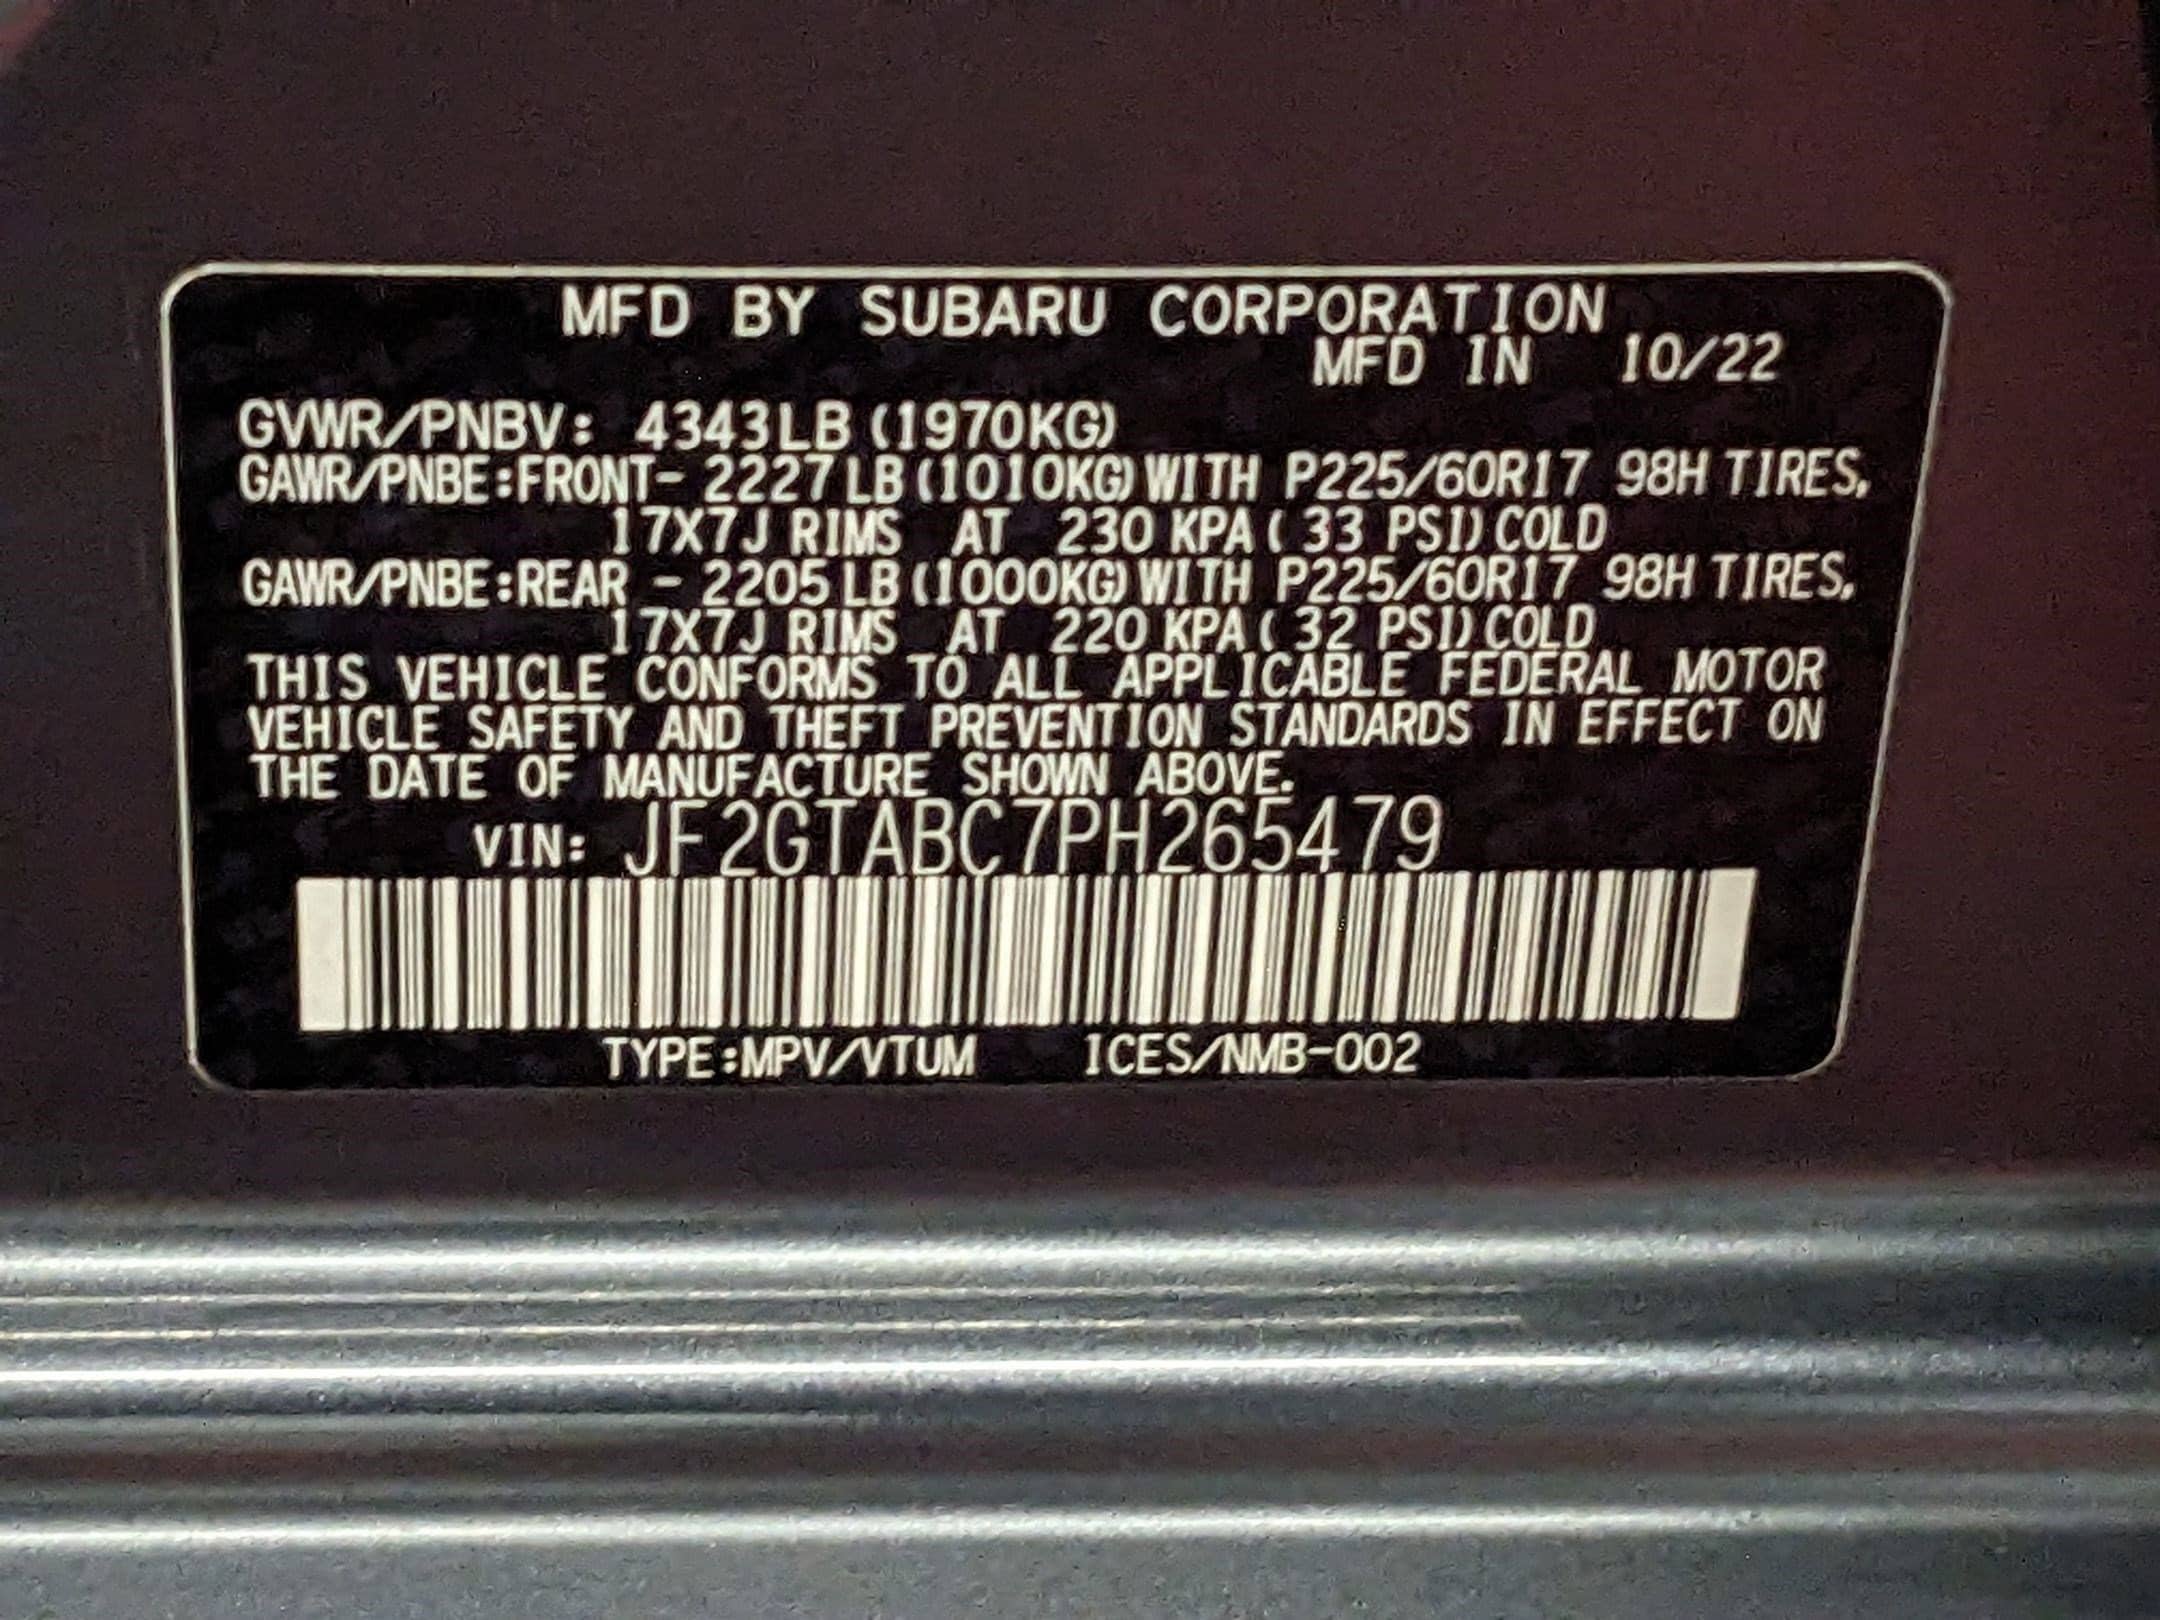 MFD BY SUBARU CORPORATION
MFD IN 10/22
GVWR/PNBV: 4343LB (1970KG)
GAWR/PNBE:FRONT- 2227LB (1010KG) WITH P225/60R17 98H TIRES,
17X7J RIMS AT 230 KPA ( 33 PSI) COLD
GAWR/PNBE:REAR - 2205LB (1000KG) WITH P225/60R17 98H TIRES,
17X7J RIMS AT 220 KPA ( 32 PSI) COLD
THIS VEHICLE CONFORMS TO ALL APPLICABLE FEDERAL MOTOR
VEHICLE SAFETY AND THEFT PREVENTION STANDARDS IN EFFECT ON
THE DATE OF MANUFACTURE SHOWN ABOVE.
VIN: JF2GTABC7PH265479
TYPE:MPV/VTUM ICES/NMB-002